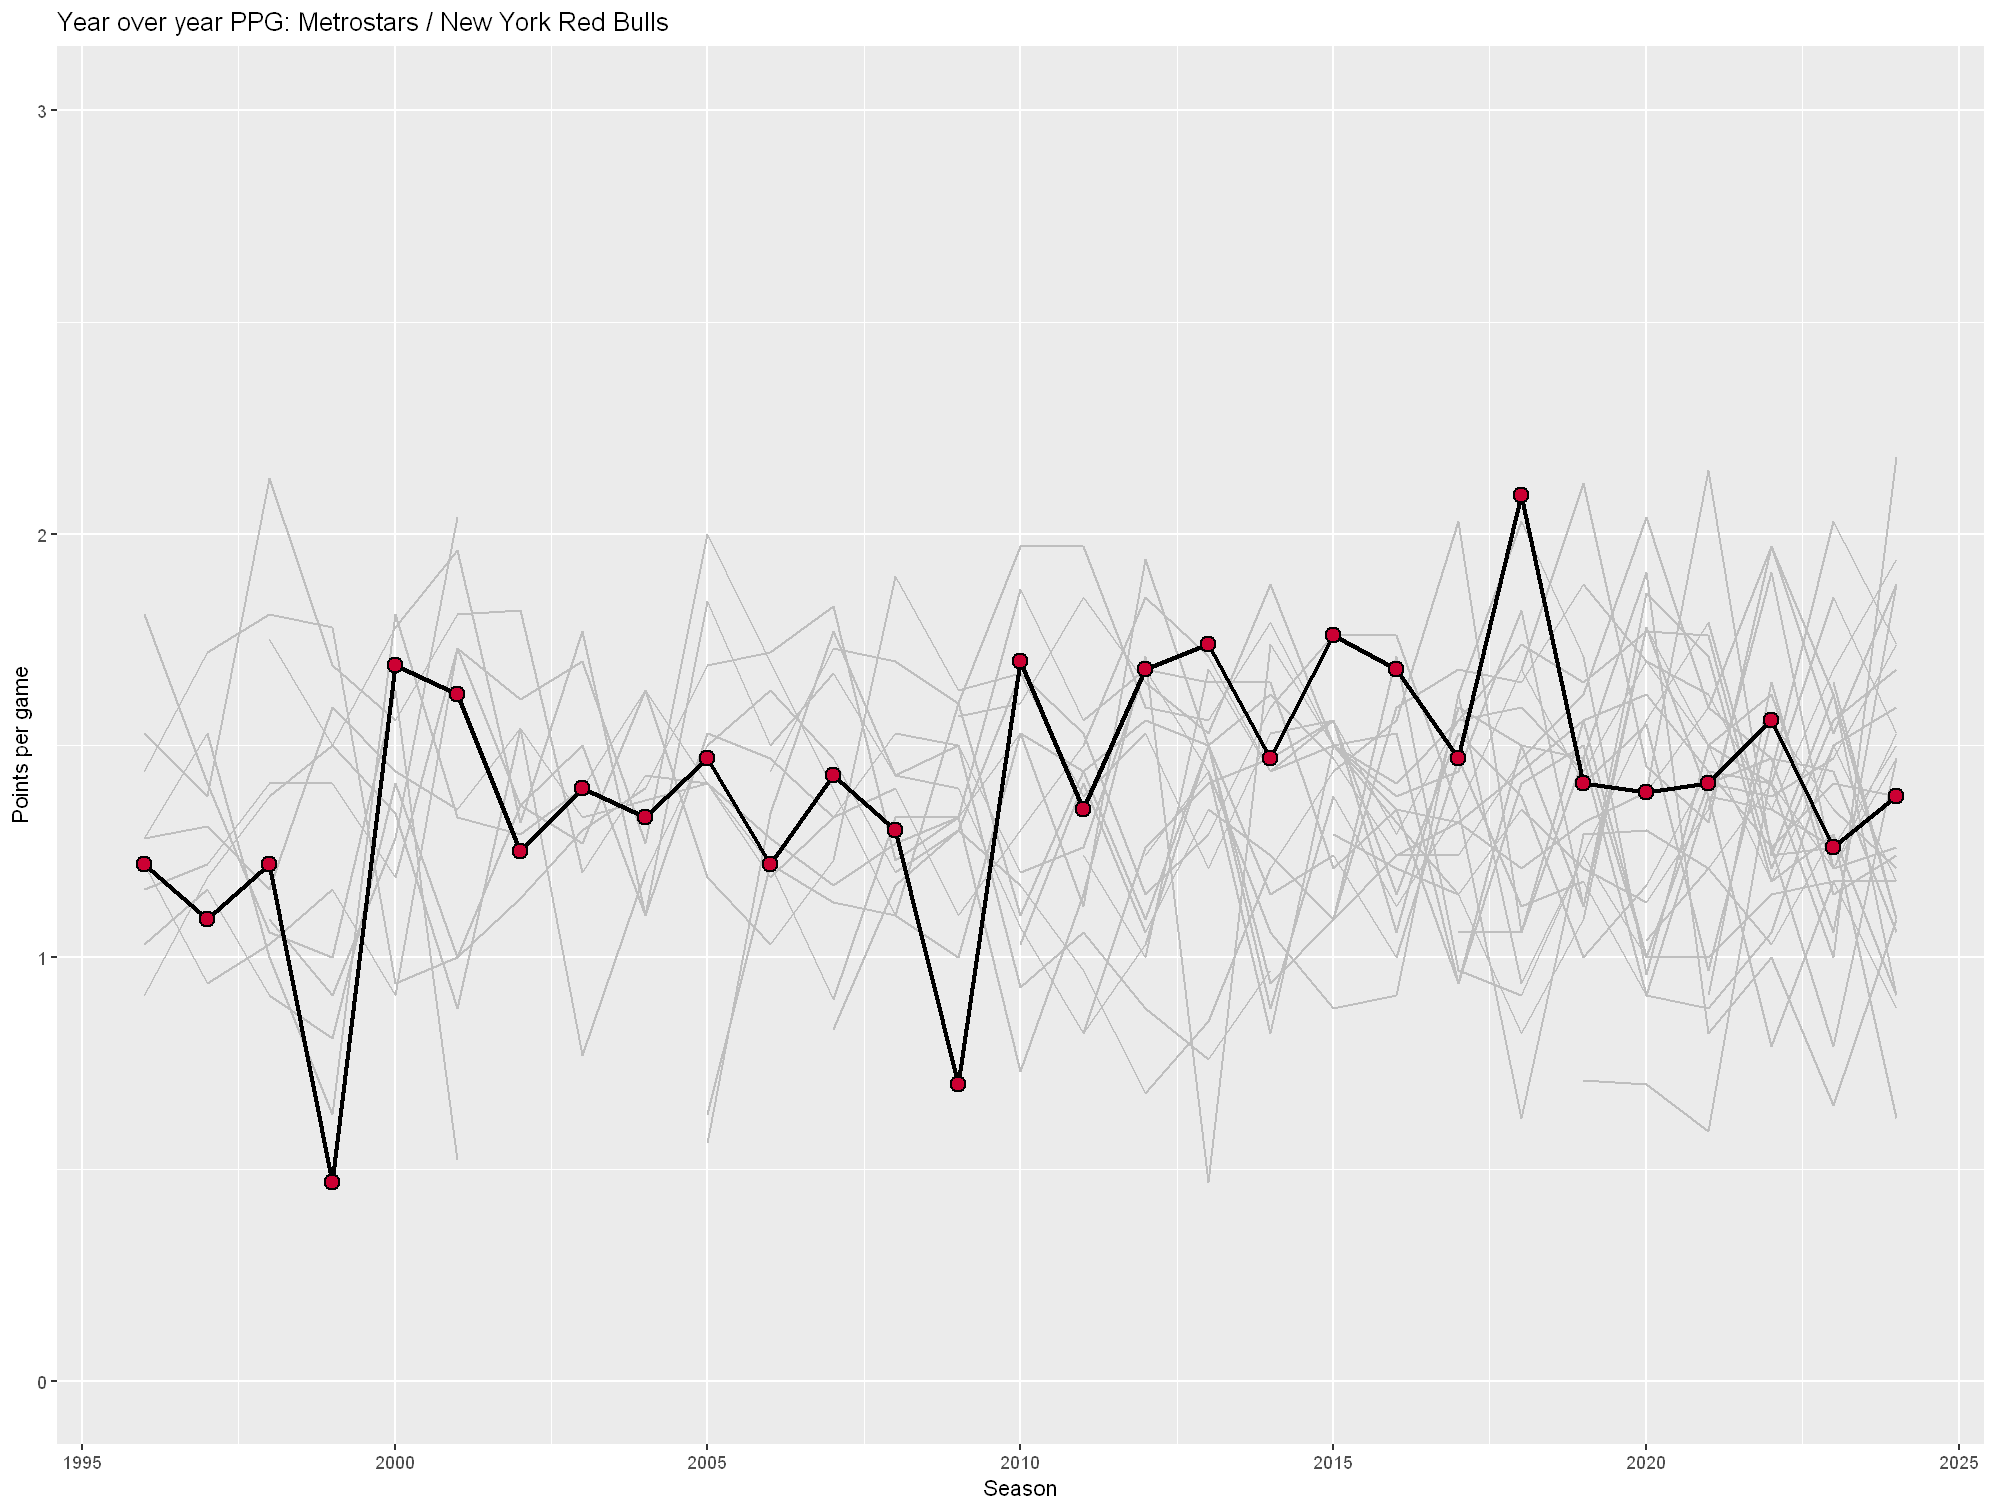 Year over year PPG: Metrostars / New York Red Bulls
Points per game
3
2
1
0
1995 2000 2005 2010 2015 2020 2025
Season